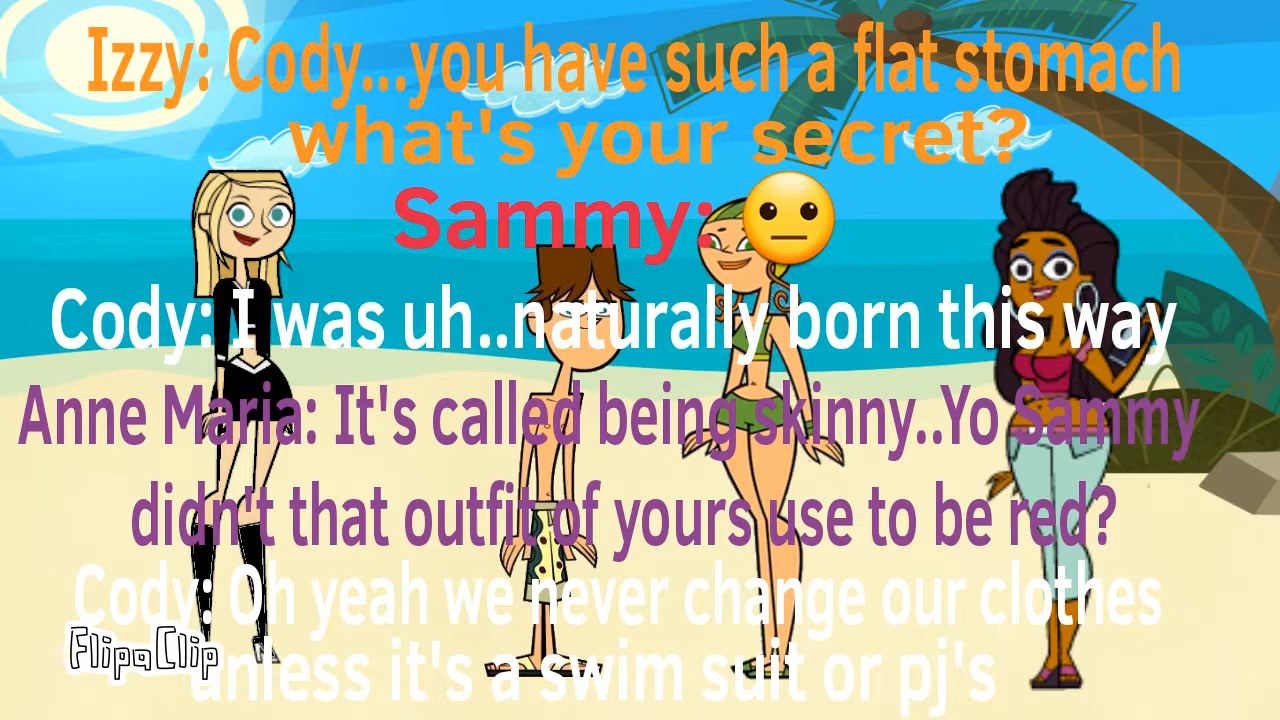 Izzy: Cody...you have such a flat stomach
what's your secret?
Sammy: 😐
Cody: I was uh..naturally born this way
Anne Maria: It's called being skinny..Yo Sammy
didn't that outfit of yours use to be red?
Cody: Oh yeah we never change our clothes
unless it's a swim suit or pj's
FlipaClip